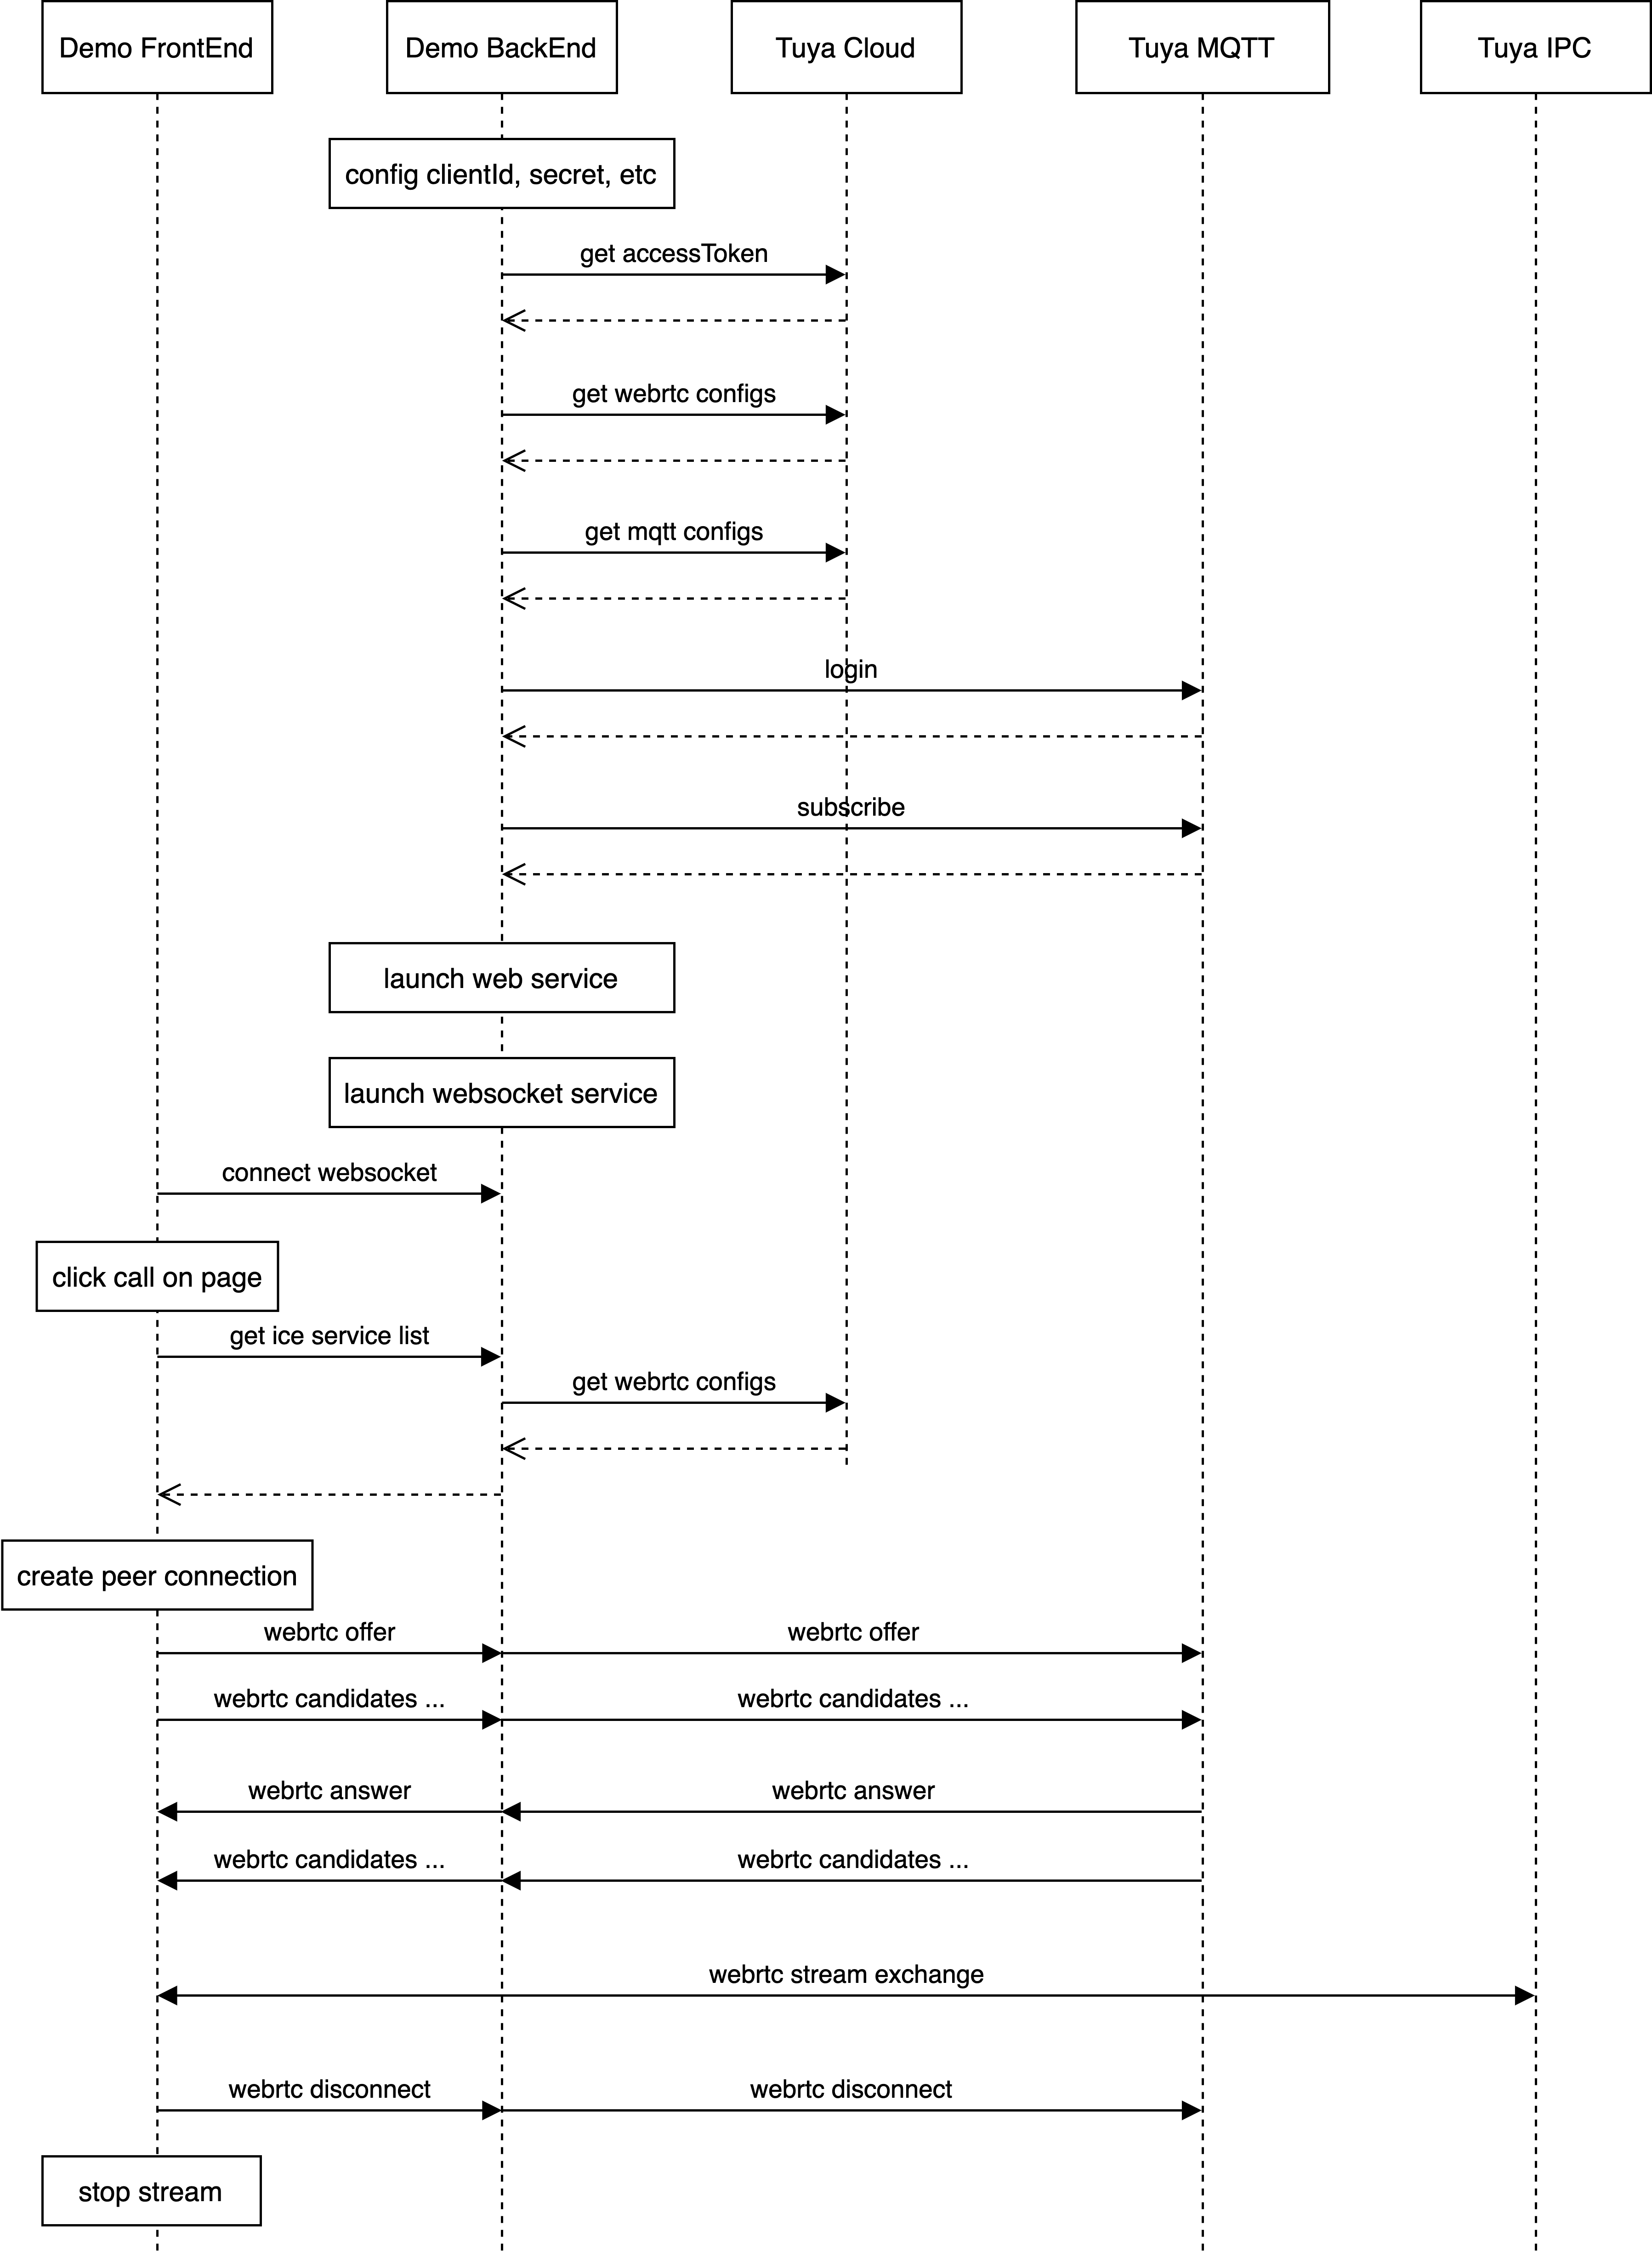 Demo FrontEnd
Demo BackEnd
Tuya Cloud
Tuya MQTT
Tuya IPC
config clientId, secret, etc
get accessToken
get webrtc configs
get mqtt configs
login
subscribe
launch web service
launch websocket service
connect websocket
click call on page
get ice service list
get webrtc configs
create peer connection
webrtc offer
webrtc offer
webrtc candidates ...
webrtc candidates ...
webrtc answer
webrtc answer
webrtc candidates ...
webrtc candidates ...
webrtc stream exchange
webrtc disconnect
webrtc disconnect
stop stream